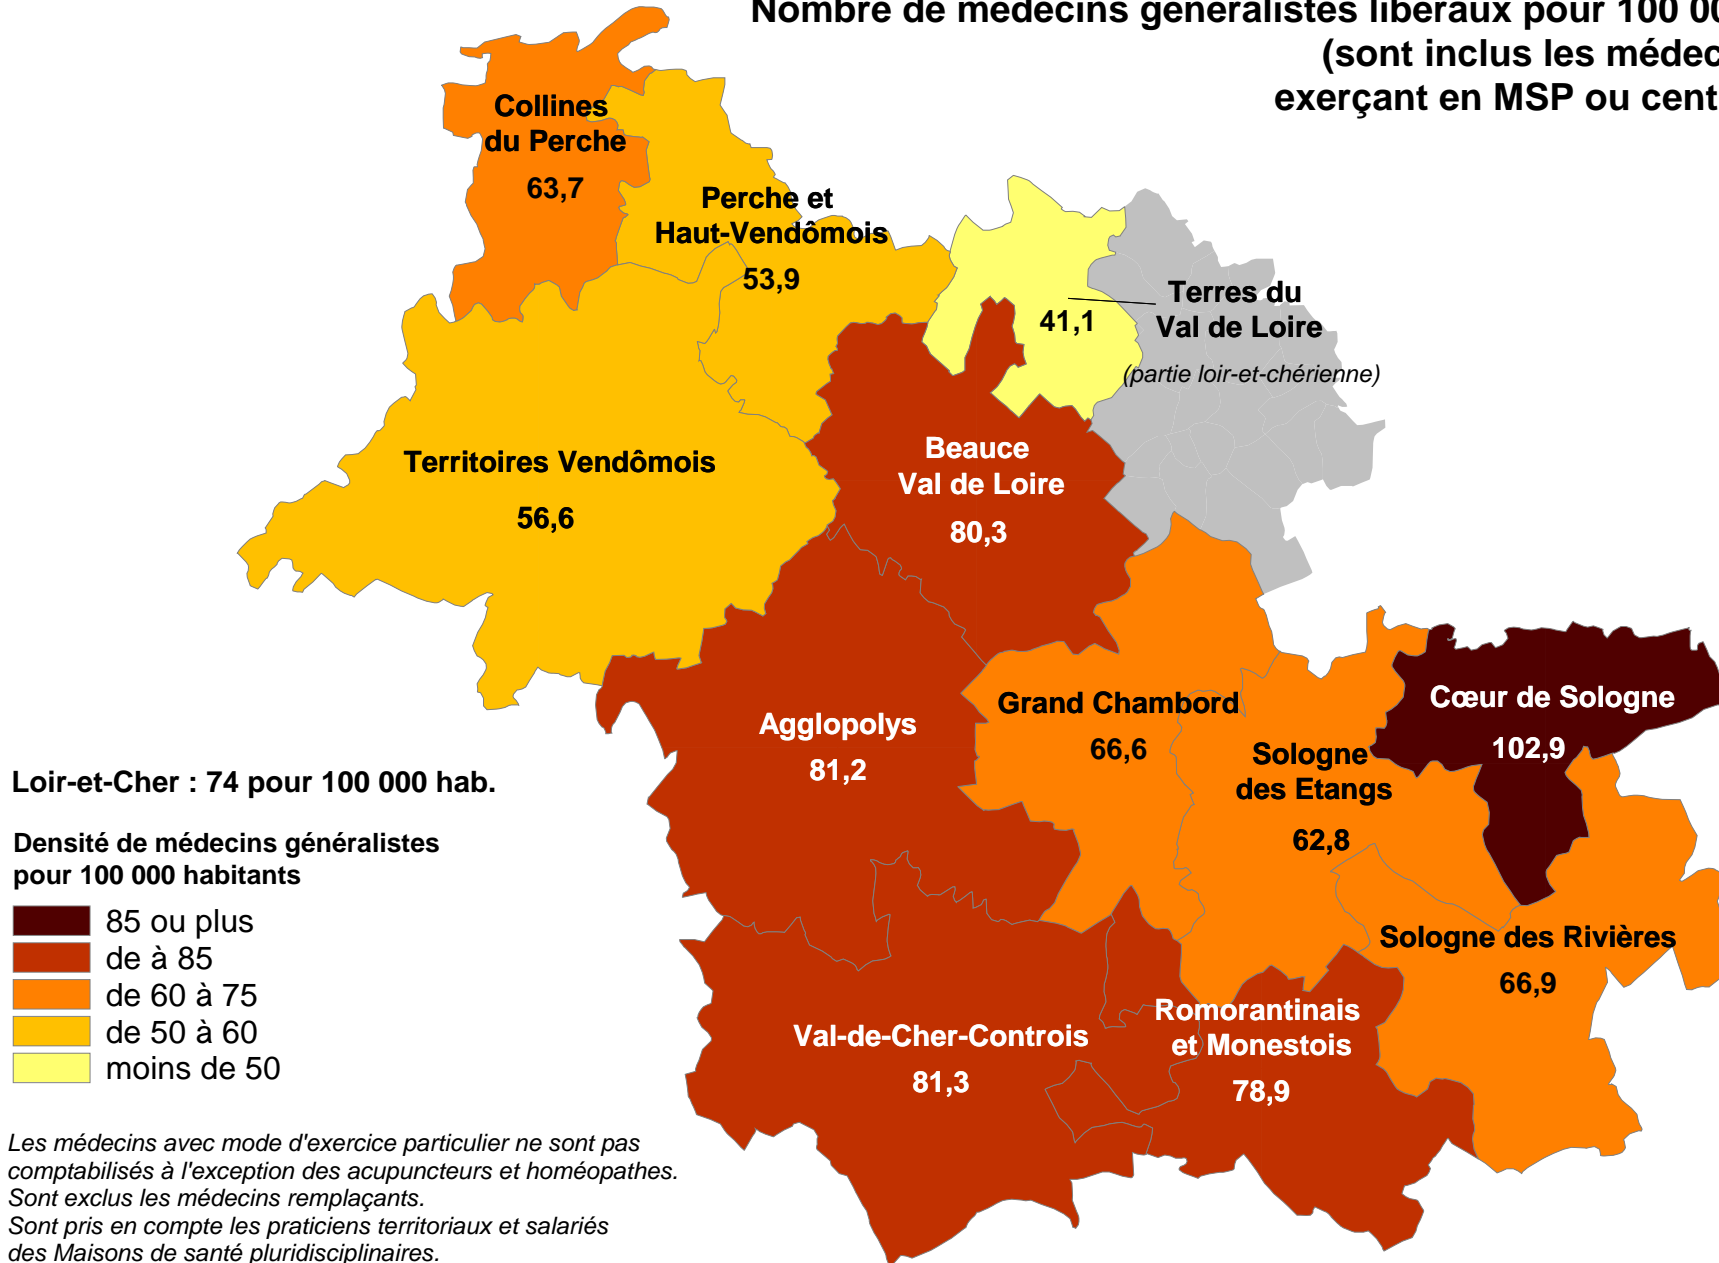 Nombre de médecins généralistes libéraux pour 100 00
(sont inclus les médec
exerçant en MSP ou cent
Collines
du Perche
63,7
Perche et
Haut-Vendômois
53,9
Terres du
Val de Loire
41,1
(partie loir-et-chérienne)
Territoires Vendômois
56,6
Beauce
Val de Loire
80,3
Grand Chambord
66,6
Cœur de Sologne
102,9
Agglopolys
81,2
Sologne
des Etangs
62,8
Loir-et-Cher : 74 pour 100 000 hab.
Densité de médecins généralistes
pour 100 000 habitants
85 ou plus
de à 85
de 60 à 75
de 50 à 60
moins de 50
Sologne des Rivières
66,9
Romorantinais
et Monestois
78,9
Val-de-Cher-Controis
81,3
Les médecins avec mode d'exercice particulier ne sont pas
comptabilisés à l'exception des acupuncteurs et homéopathes.
Sont exclus les médecins remplaçants.
Sont pris en compte les praticiens territoriaux et salariés
des Maisons de santé pluridisciplinaires.